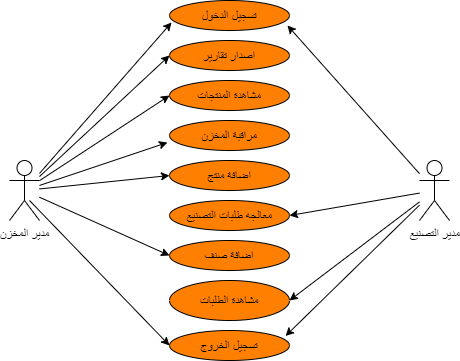 تسجيل الدخول
اصدار تقارير
مشاهدة المنتجات
مراقبة المخزن
اضافة منتج
معالجه طلبات التصنيع
مدير المخزن
مدير التصنيع
اضافة صنف
مشاهدة الطلبات
تسجيل الخروج